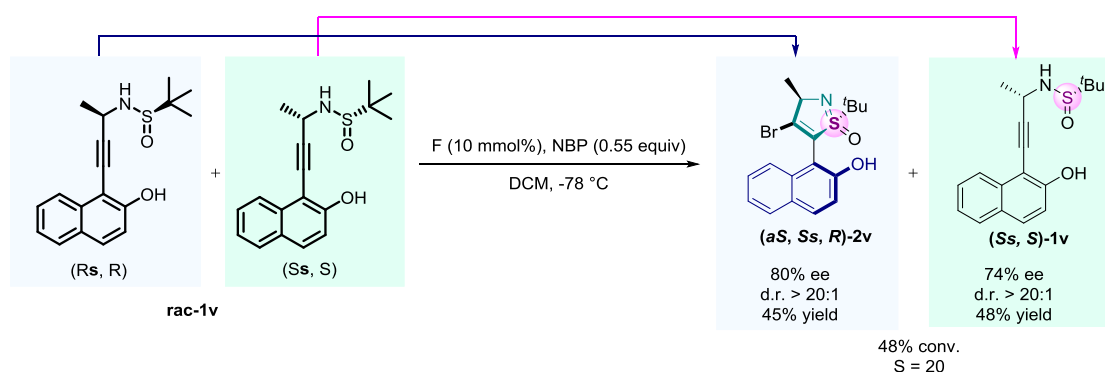 H
N
S
O
OH
(Rs, R)
+
H
N
S
O
OH
(Ss, S)
rac-1v
F (10 mmol%), NBP (0.55 equiv)
DCM, -78 °C
N
tBu
Br
S
O
OH
(aS, Ss, R)-2v
80% ee
d.r. > 20:1
45% yield
+
H
N
tBu
S
O
OH
(Ss, S)-1v
74% ee
d.r. > 20:1
48% yield
48% conv.
S = 20